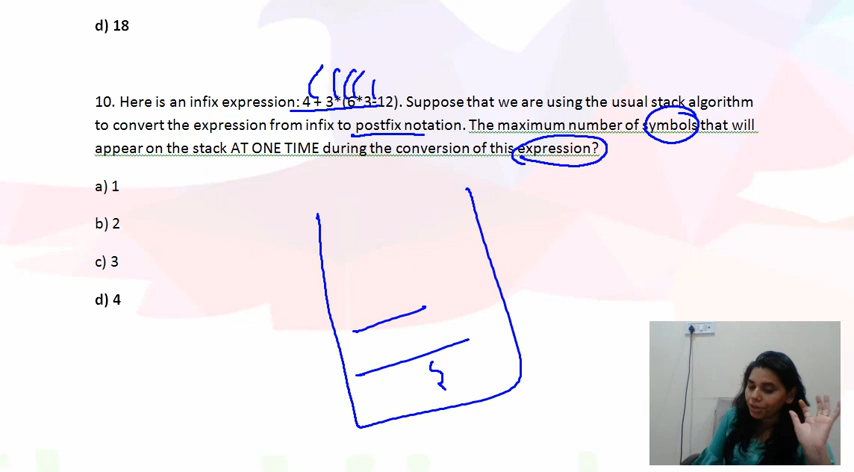 d) 18
10. Here is an infix expression: 4 + 3*(6*3-12). Suppose that we are using the usual stack algorithm
to convert the expression from infix to postfix notation. The maximum number of symbols that will
appear on the stack AT ONE TIME during the conversion of this expression?
a) 1
b) 2
c) 3
d) 4